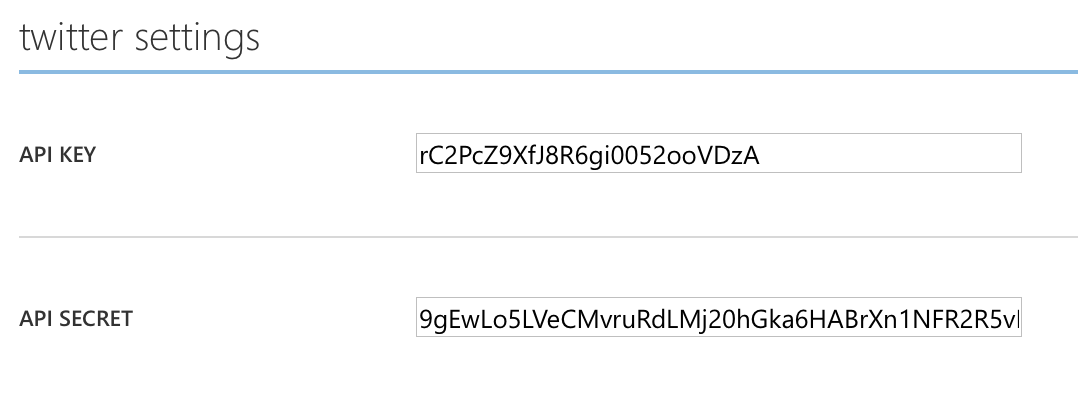 twitter settings
API KEY
rC2PcZ9XfJ8R6gi0052ooVDzA
API SECRET
9gEwLo5LVeCMvruRdLMj20hGka6HABrXn1NFR2R5v